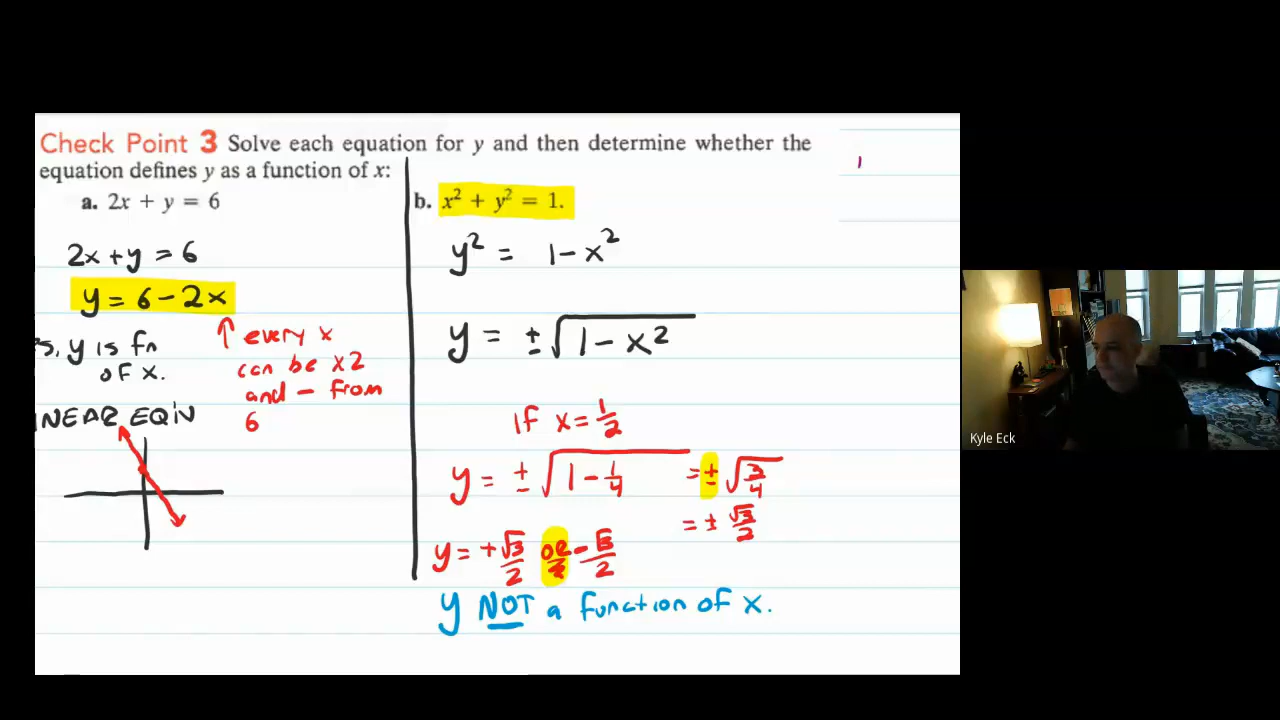 Check Point 3 Solve each equation for y and then determine whether the
equation defines y as a function of x:
a. 2x + y = 6
2x + y = 6
y = 6 - 2x
s, y is fn
of x.
INEAR EQIN
↑ every x
can be x2
and - from
6
b. x² + y² = 1.
y² = 1 - x²
y = ±√(1 - x²)
if x = 1/2
y = ±√(1 - 1/4) = ±√(3/4)
= ± √3/2
y = +√3/2 OR -√3/2
y NOT a function of x.
Kyle Eck